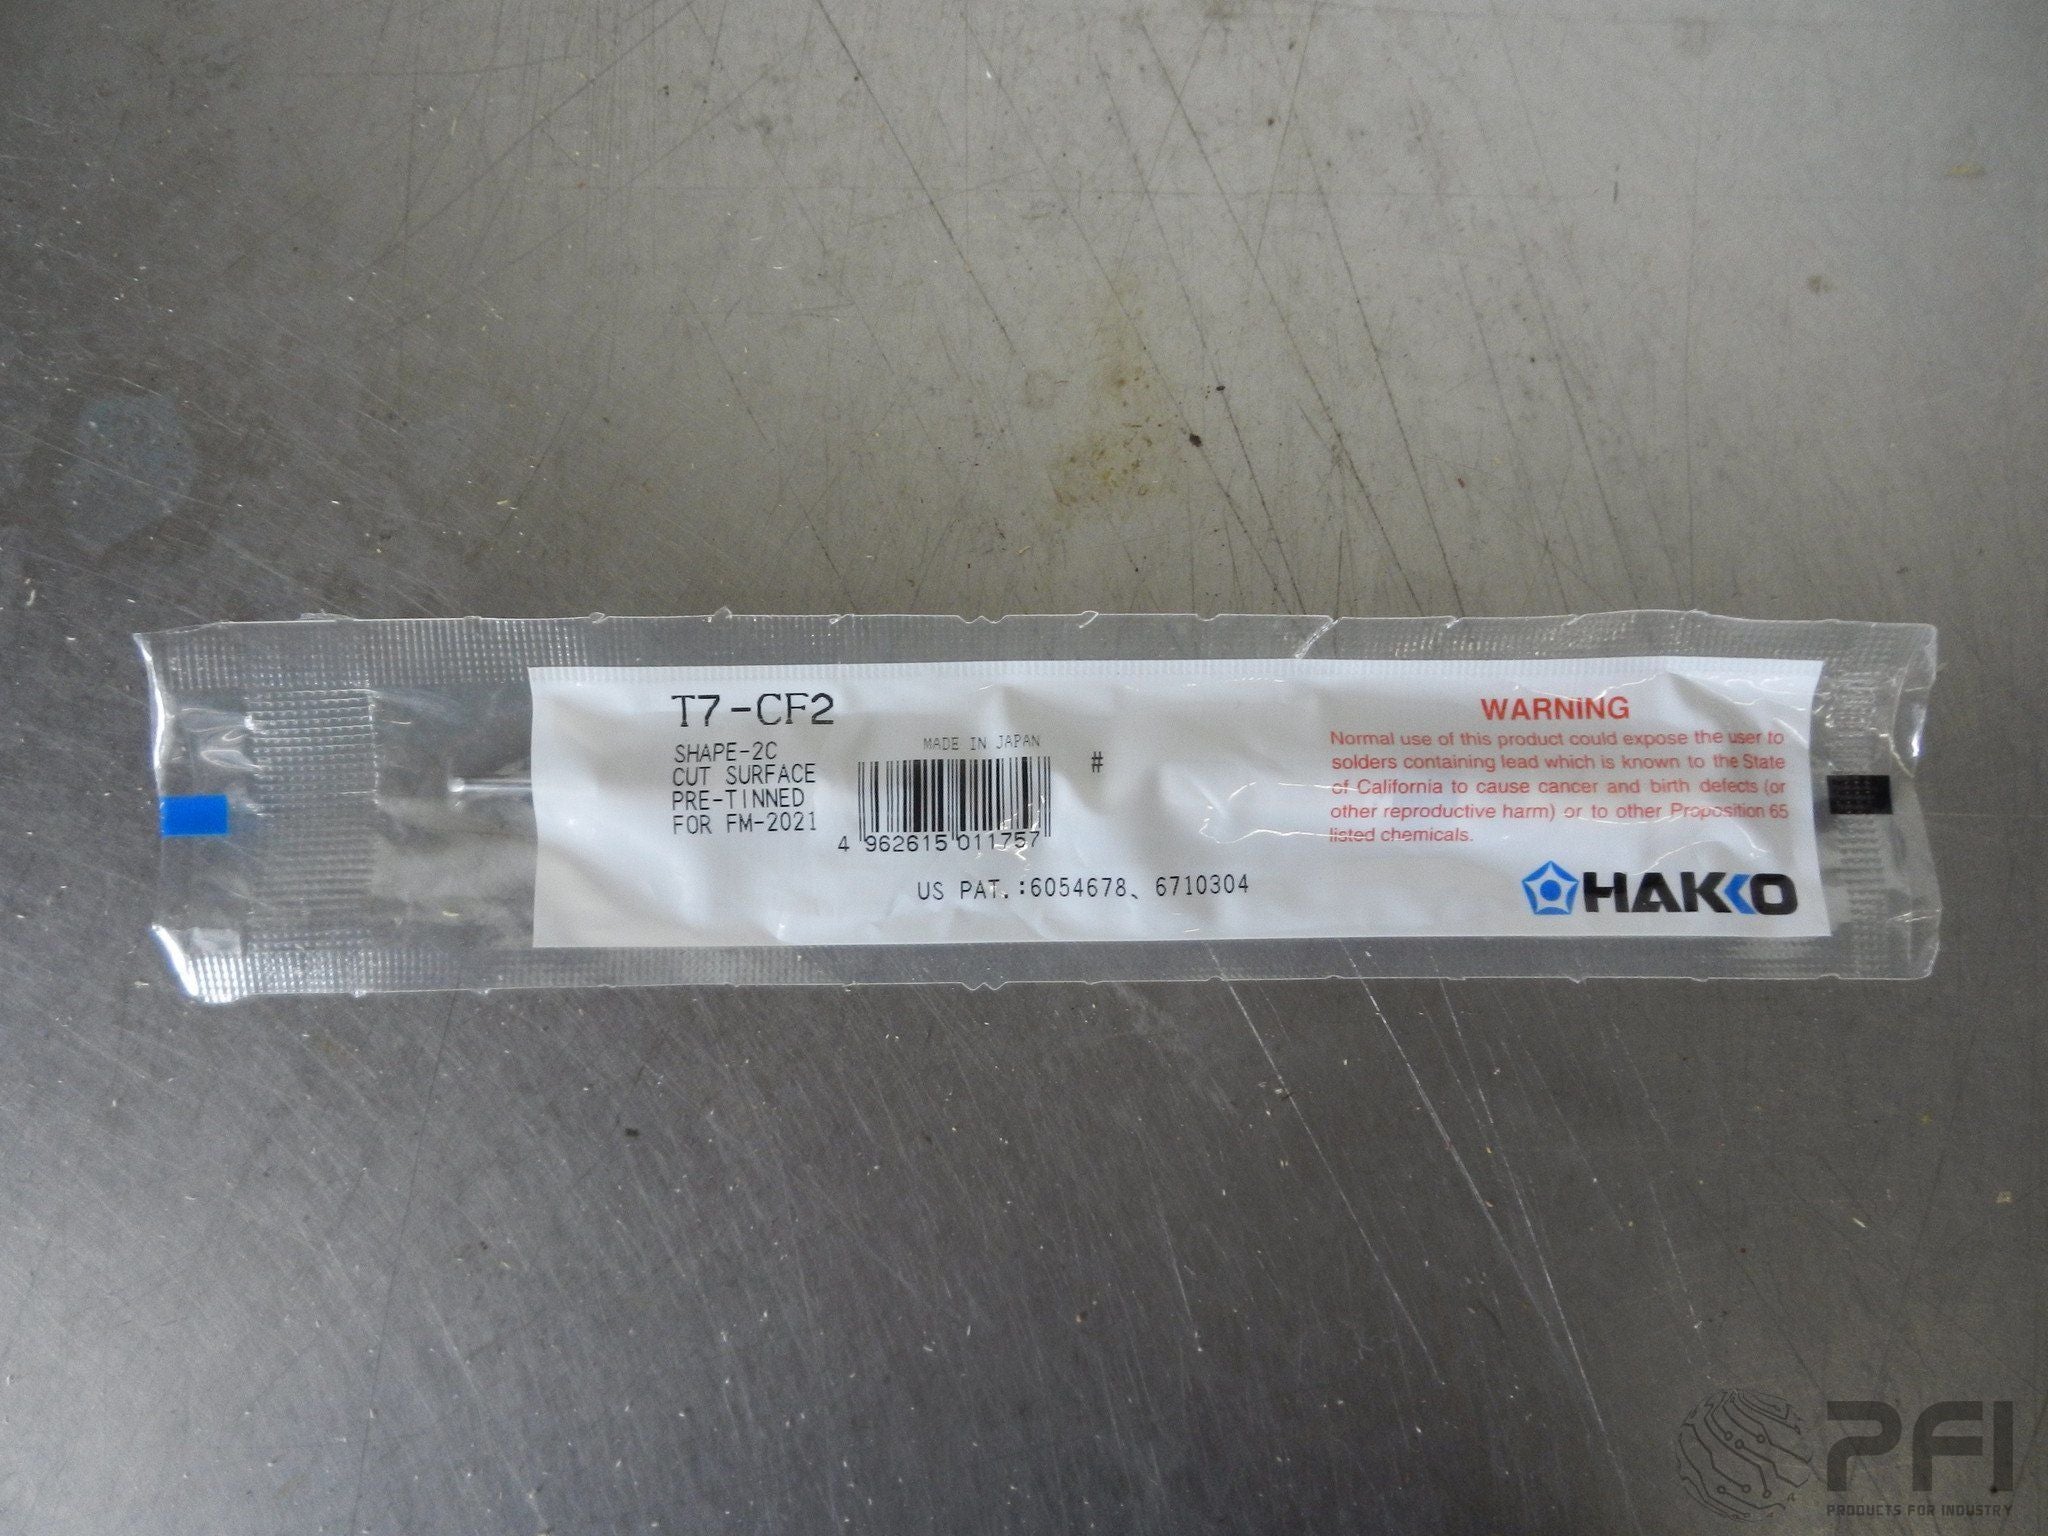 T7-CF2
SHAPE-2C
CUT SURFACE
PRE-TINNED
FOR FM-2021
MADE IN JAPAN
#
4 962615 011757
US PAT.:6054678、6710304
WARNING
Normal use of this product could expose the user to
solders containing lead which is known to the State
of California to cause cancer and birth defects (or
other reproductive harm) or to other Proposition 65
listed chemicals.
HAKKO
PFI
PRODUCTS FOR INDUSTRY